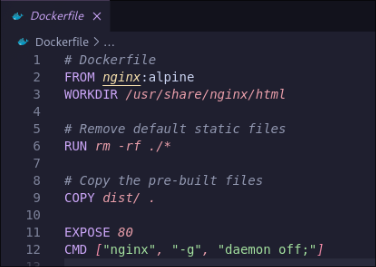 Dockerfile ×
Dockerfile > ...
1 # Dockerfile
2 FROM nginx:alpine
3 WORKDIR /usr/share/nginx/html
4
5 # Remove default static files
6 RUN rm -rf ./*
7
8 # Copy the pre-built files
9 COPY dist/ .
10
11 EXPOSE 80
12 CMD ["nginx", "-g", "daemon off;"]
13